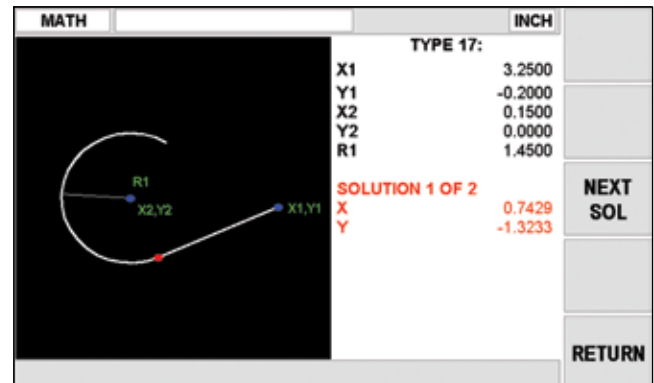 MATH
INCH
TYPE 17:
X1 3.2500
Y1 -0.2000
X2 0.1500
Y2 0.0000
R1 1.4500
SOLUTION 1 OF 2
X 0.7429
Y -1.3233
R1
X2,Y2
X1,Y1
NEXT
SOL
RETURN